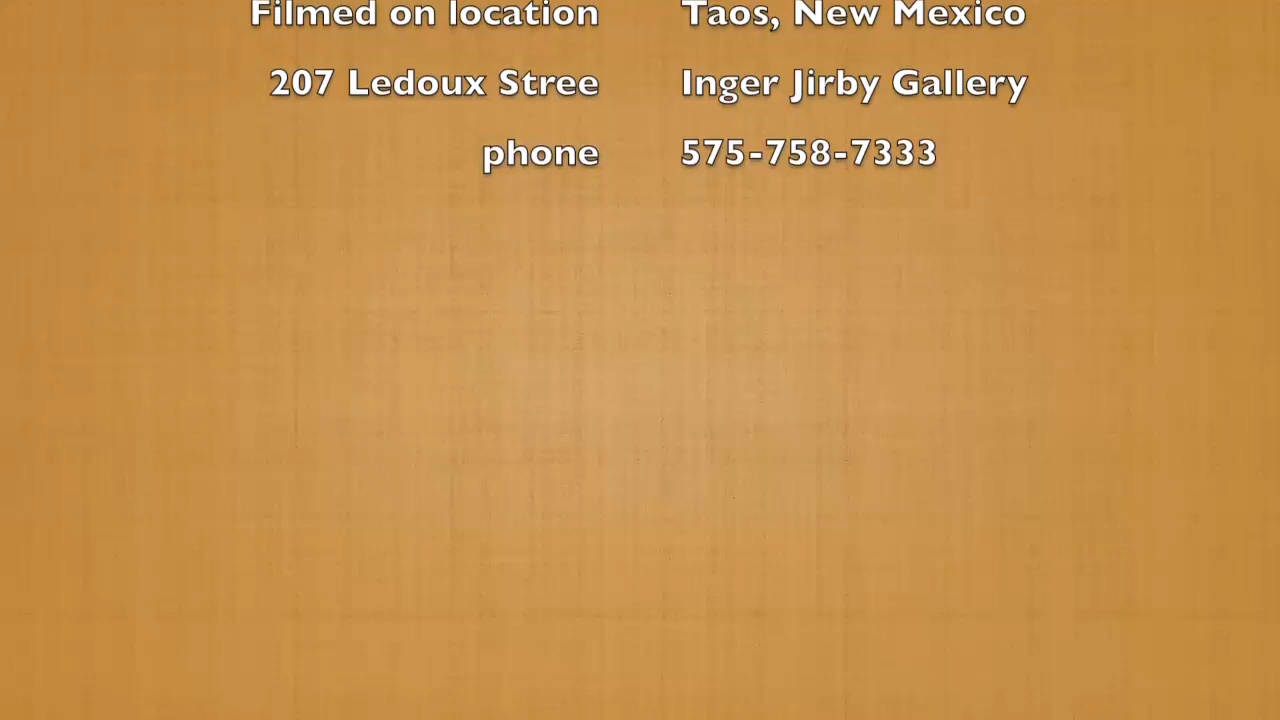 Filmed on location Taos, New Mexico
207 Ledoux Stree Inger Jirby Gallery
phone 575-758-7333